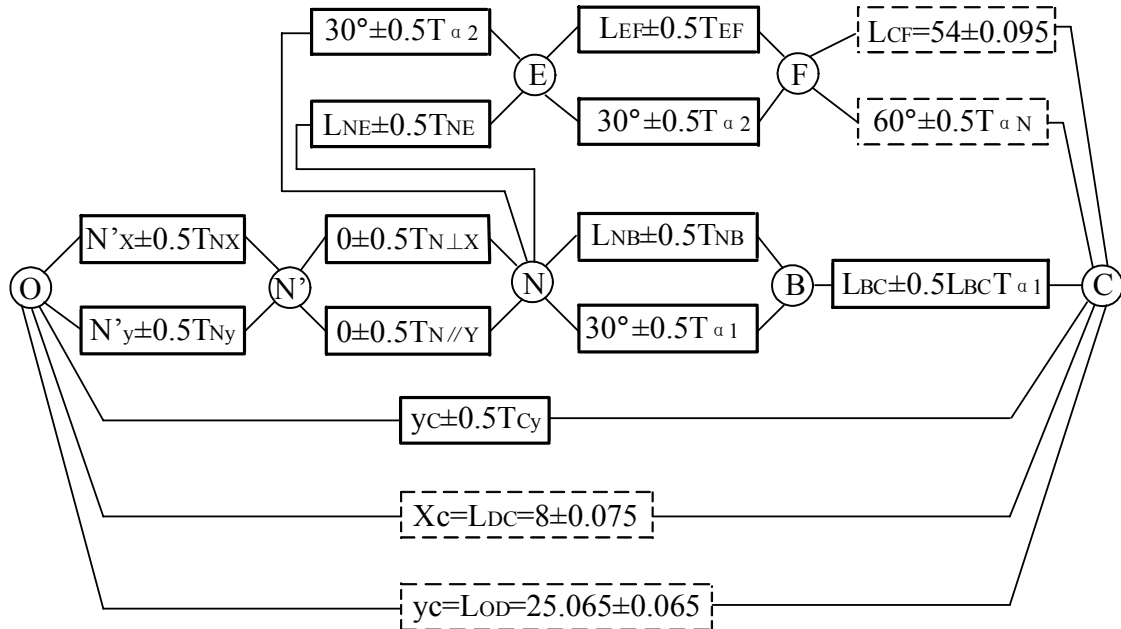 30°±0.5Tα2
LEF±0.5TEF
LCF=54±0.095
E
F
LNE±0.5TNE
30°±0.5Tα2
60°±0.5TαN
N'X±0.5TNX
0±0.5TN⊥X
LNB±0.5TNB
O
N'
N
B
LBC±0.5LBCTα1
C
N'y±0.5TNy
0±0.5TN//Y
30°±0.5Tα1
yC±0.5TCy
Xc=LDC=8±0.075
yc=LOD=25.065±0.065